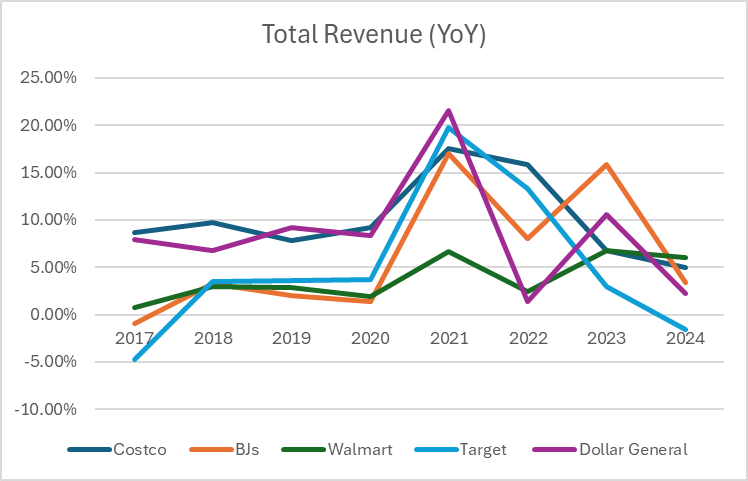 Total Revenue (YoY)
25.00%
20.00%
15.00%
10.00%
5.00%
0.00%
2017 2018 2019 2020 2021 2022 2023 2024
-5.00%
-10.00%
Costco BJs Walmart Target Dollar General